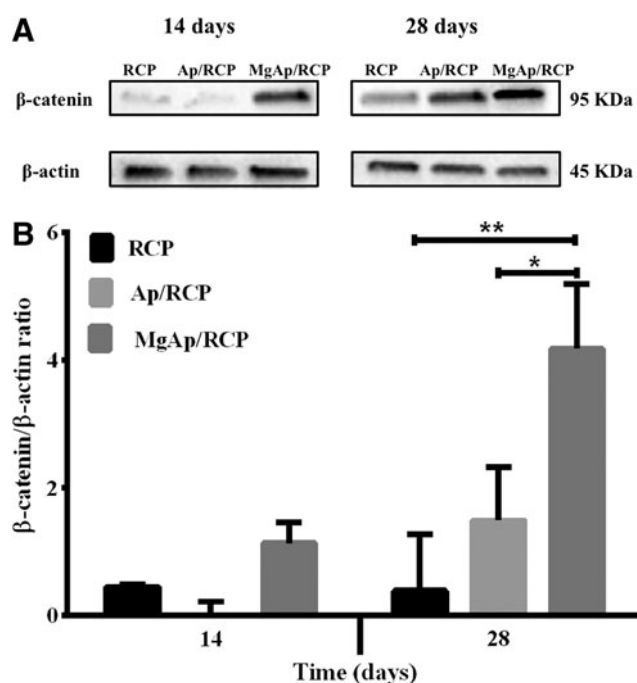 A
14 days 28 days
RCP Ap/RCP MgAp/RCP RCP Ap/RCP MgAp/RCP
β-catenin 95 KDa
β-actin 45 KDa
B
6
**
RCP
*
Ap/RCP
MgAp/RCP
4
β-catenin/β-actin ratio
2
0
14 28
Time (days)